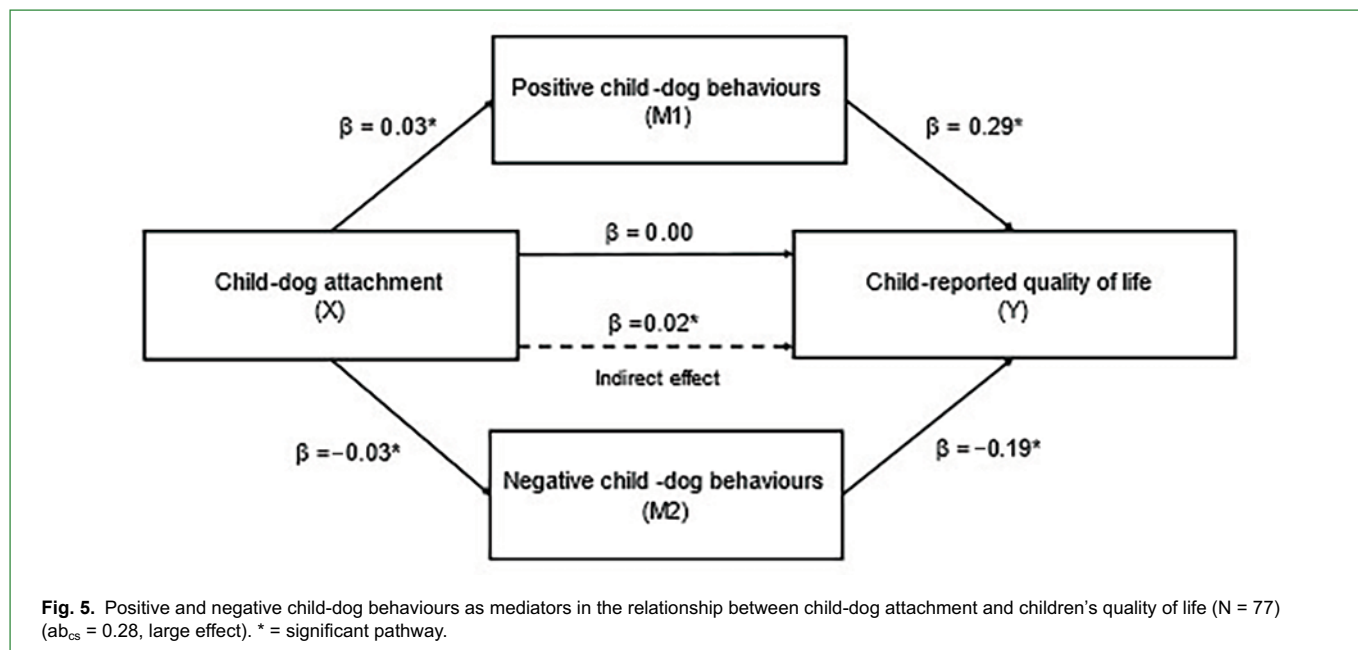 Positive child -dog behaviours
(M1)
β = 0.03*
β = 0.29*
β = 0.00
Child-dog attachment
(X)
Child-reported quality of life
(Y)
β =0.02*
Indirect effect
β =−0.03*
β =−0.19*
Negative child -dog behaviours
(M2)
Fig. 5. Positive and negative child-dog behaviours as mediators in the relationship between child-dog attachment and children's quality of life (N = 77)
(ab_cs = 0.28, large effect). * = significant pathway.